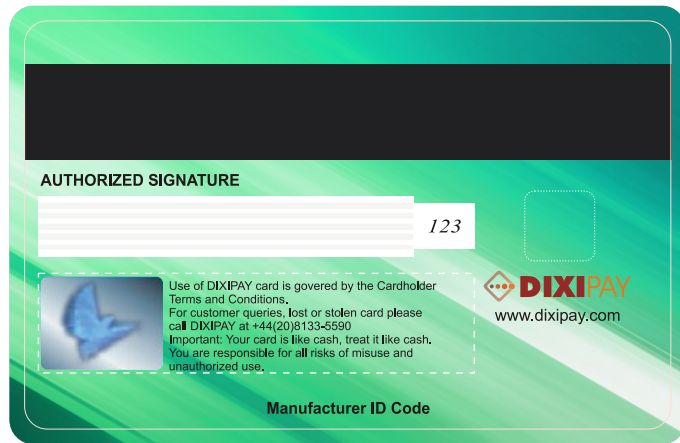 AUTHORIZED SIGNATURE
123
Use of DIXIPAY card is govered by the Cardholder
Terms and Conditions.
For customer queries, lost or stolen card please
call DIXIPAY at +44(20)8133-5590
Important: Your card is like cash, treat it like cash.
You are responsible for all risks of misuse and
unauthorized use.
DIXIPAY
www.dixipay.com
Manufacturer ID Code